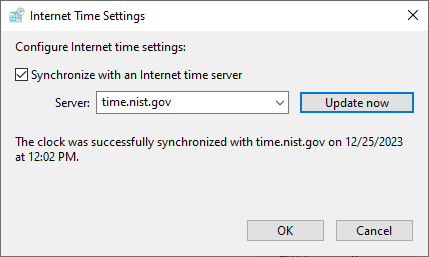 Internet Time Settings
Configure Internet time settings:
Synchronize with an Internet time server
Server: time.nist.gov Update now
The clock was successfully synchronized with time.nist.gov on 12/25/2023
at 12:02 PM.
OK Cancel